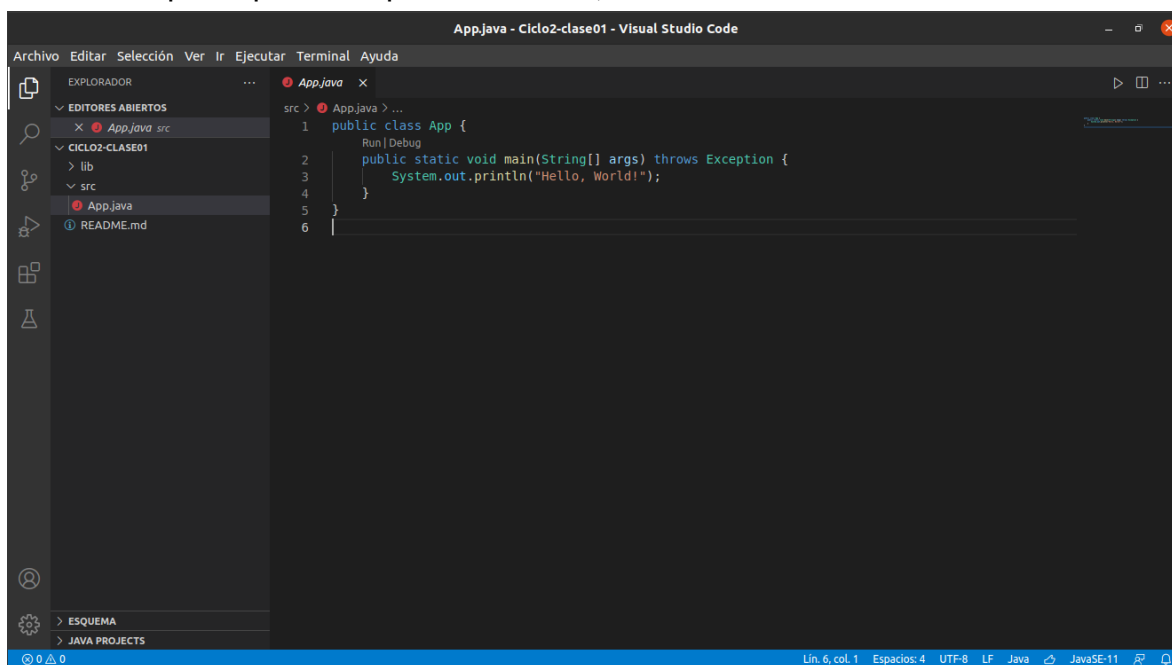 App.java - Ciclo2-clase01 - Visual Studio Code
Archivo Editar Selección Ver Ir Ejecutar Terminal Ayuda
EXPLORADOR
EDITORES ABIERTOS
App.java src
CICLO2-CLASE01
lib
src
App.java
README.md
ESQUEMA
JAVA PROJECTS
App.java
src > App.java > ...
1 public class App {
Run | Debug
2 public static void main(String[] args) throws Exception {
3 System.out.println("Hello, World!");
4 }
5 }
6
0 0
Lín. 6, col. 1 Espacios: 4 UTF-8 LF Java JavaSE-11